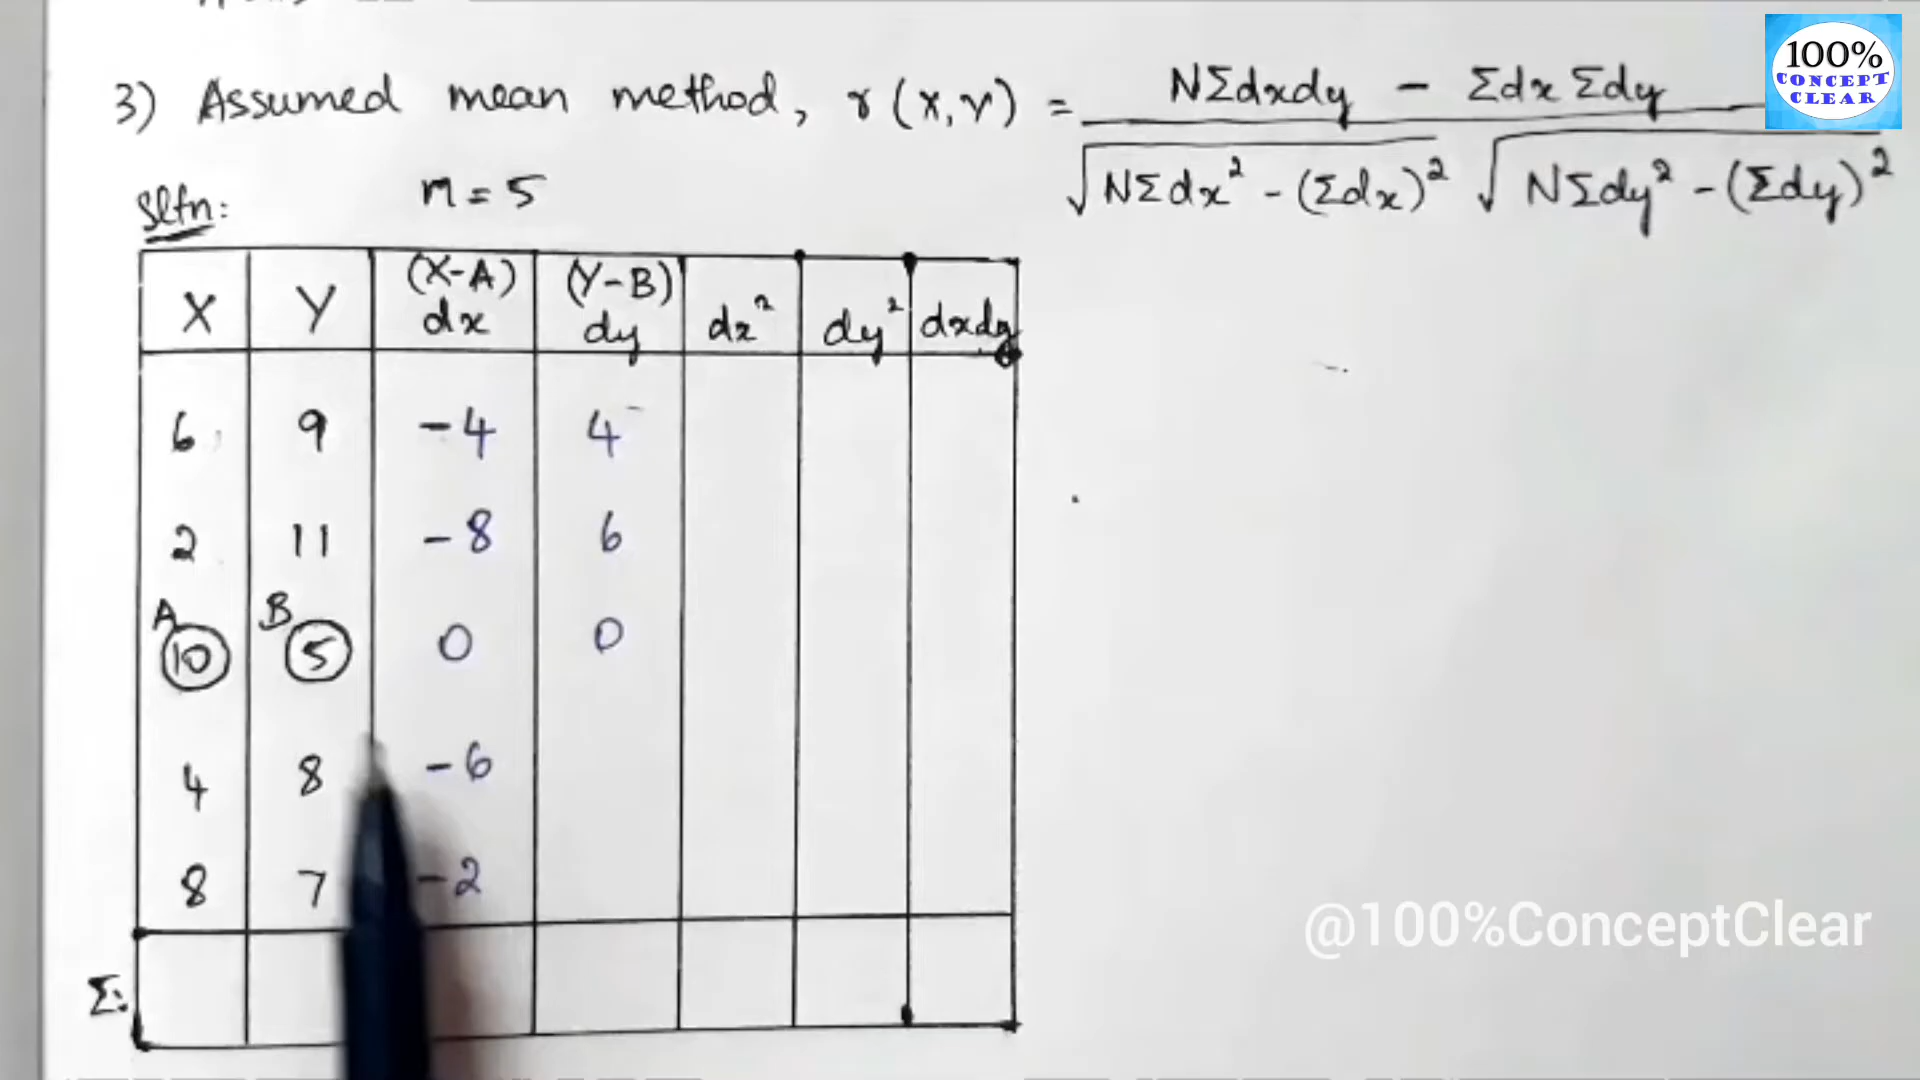 100%
CONCEPT
CLEAR
3) Assumed mean method, r(X,Y) = NΣdxdy - Σdx Σdy
√NΣdx² - (Σdx)² √NΣdy² - (Σdy)²
Sltn: n = 5
X Y (X-A) dx (Y-B) dy dx² dy² dxdy
6 9 -4 4
2 11 -8 6
A 10 B 5 0 0
4 8 -6
8 7 -2
Σ:
@100%ConceptClear